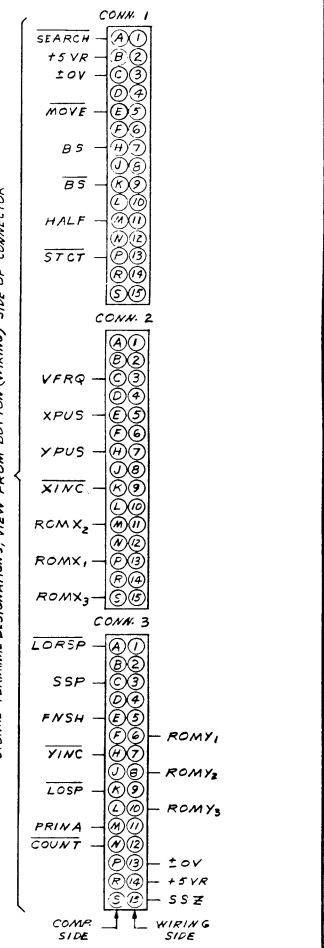 CONN. 1
SEARCH A 1
+5VR B 2
±0V C 3
D 4
MOVE E 5
F 6
BS H 7
J 8
BS K 9
L 10
HALF M 11
N 12
STCT P 13
R 14
S 15
CONN. 2
A 1
B 2
VFRQ C 3
D 4
XPUS E 5
F 6
YPUS H 7
J 8
XINC K 9
L 10
ROMX2 M 11
N 12
ROMX1 P 13
R 14
ROMX3 S 15
CONN. 3
LORSP A 1
B 2
SSP C 3
D 4
FNSH E 5
F 6 ROMY1
YINC H 7
J 8 ROMY2
LOSP K 9
L 10 ROMY3
PRINA M 11
COUNT N 12
P 13 ±0V
R 14 +5VR
S 15 SSZ
COMP. SIDE
WIRING SIDE
TERMINAL DESIGNATIONS, VIEW FROM BOTTOM (WIRING) SIDE OF CONNECTOR